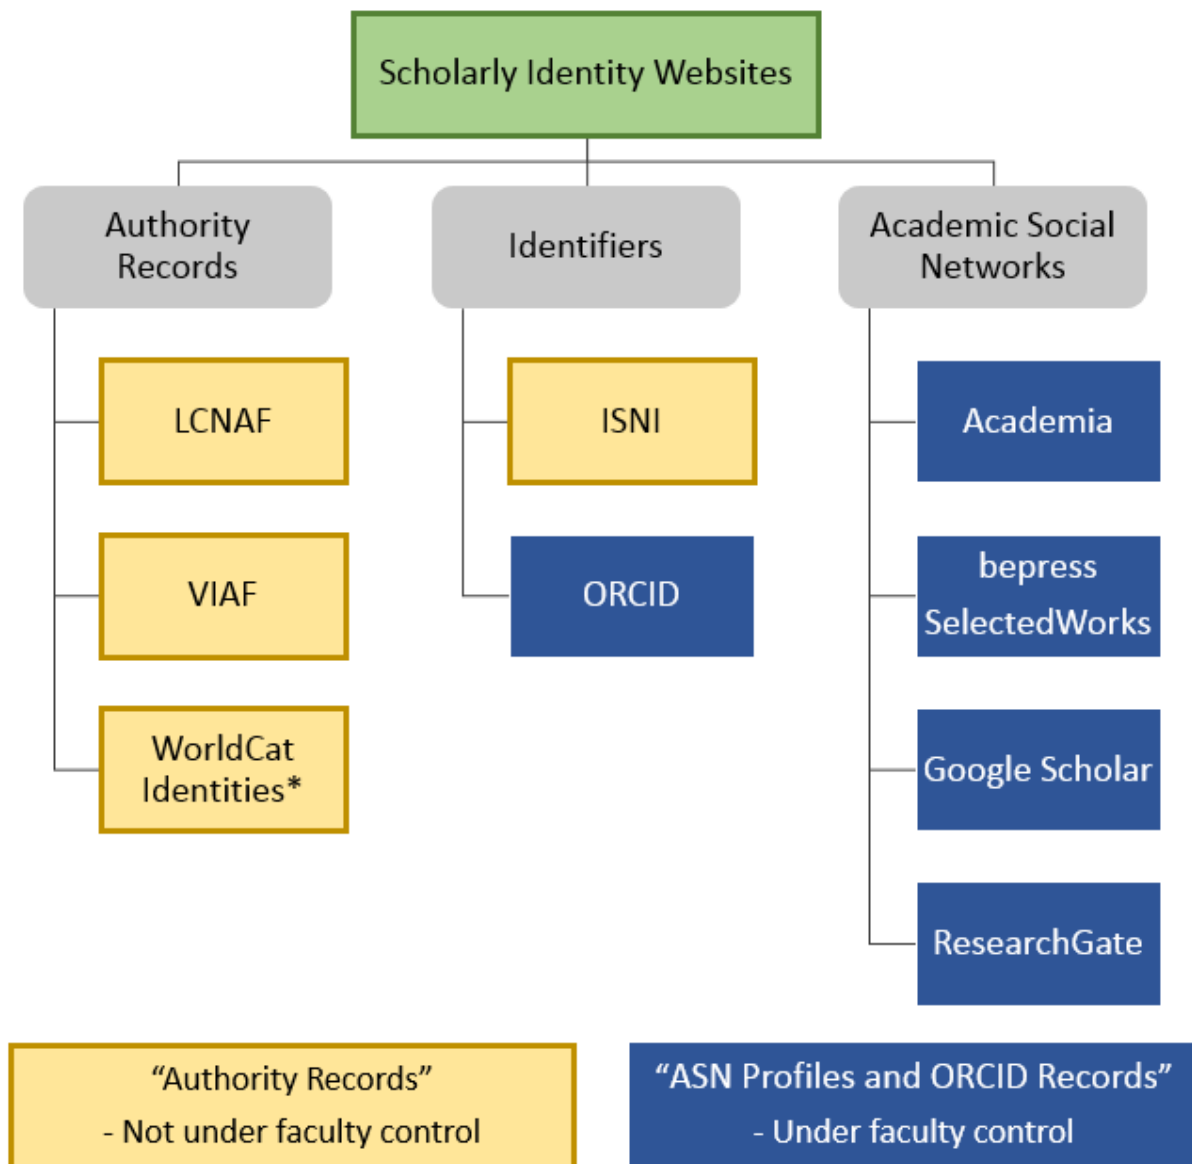 Scholarly Identity Websites
Authority
Records
Identifiers
Academic Social
Networks
LCNAF
VIAF
WorldCat
Identities*
ISNI
ORCID
Academia
bepress
SelectedWorks
Google Scholar
ResearchGate
“Authority Records”
- Not under faculty control
“ASN Profiles and ORCID Records”
- Under faculty control